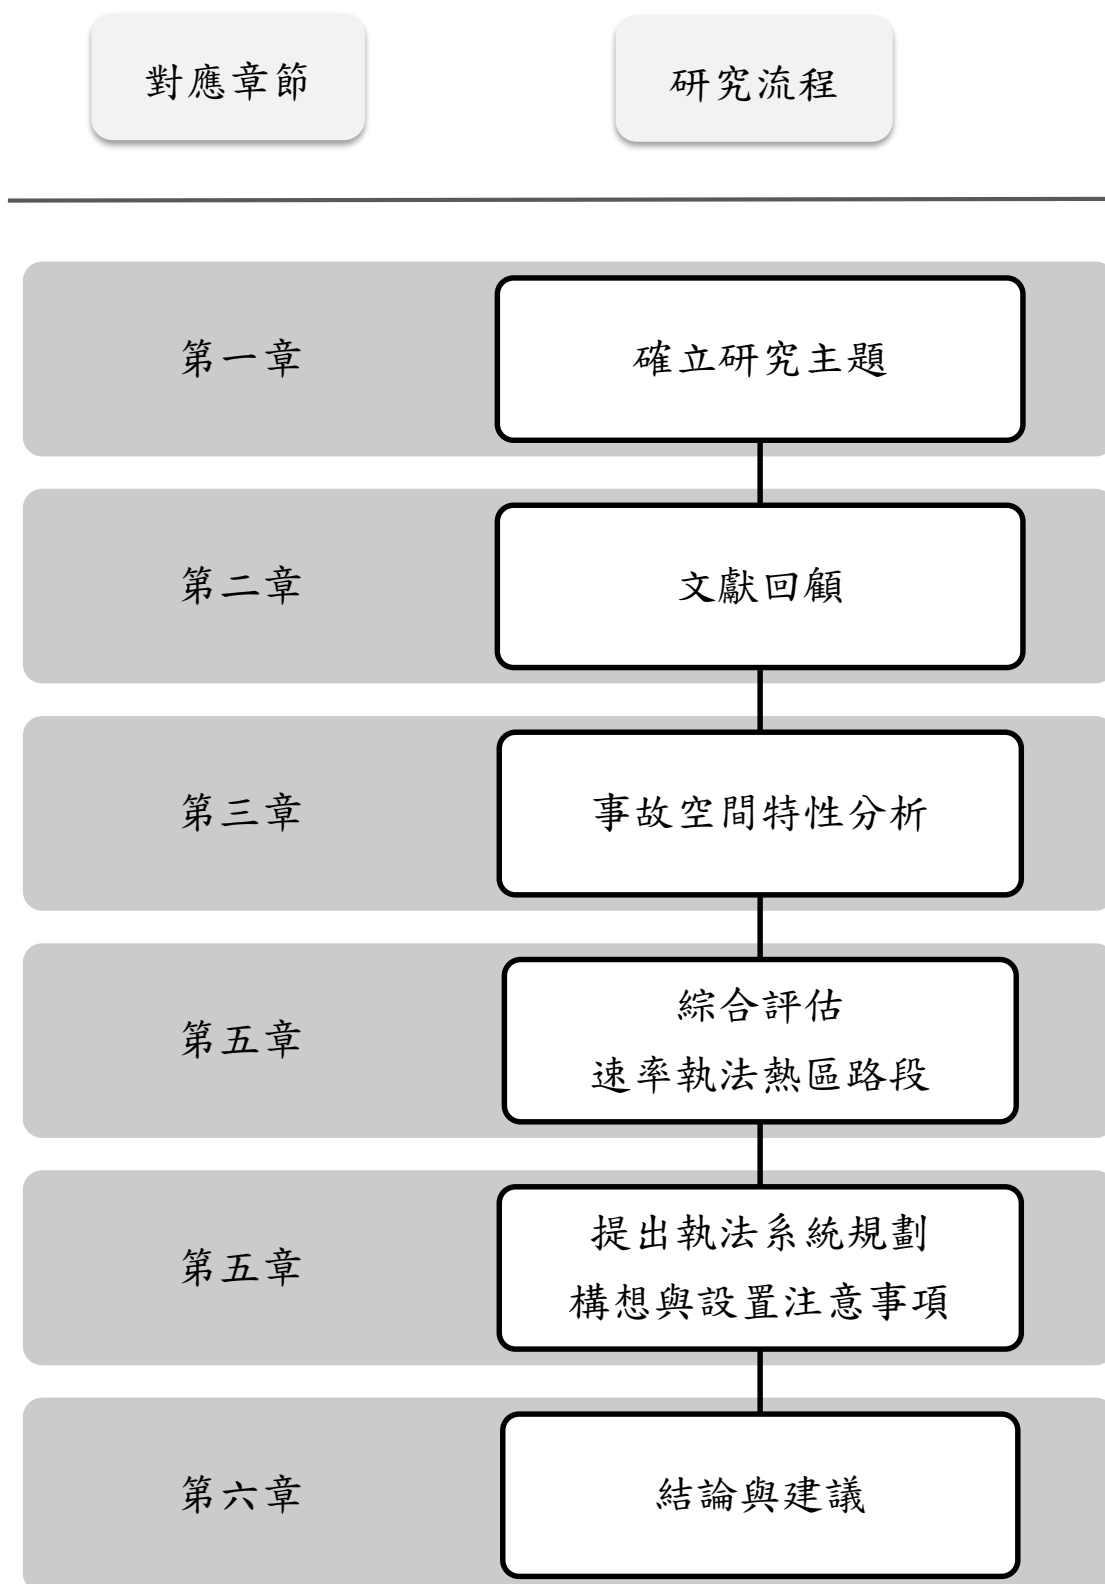 對應章節
研究流程
第一章
確立研究主題
第二章
文獻回顧
第三章
事故空間特性分析
第五章
綜合評估
速率執法熱區路段
第五章
提出執法系統規劃
構想與設置注意事項
第六章
結論與建議